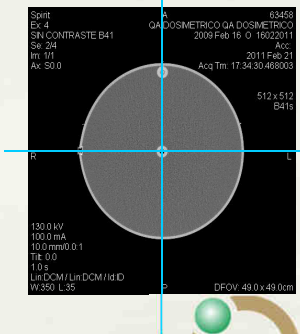 Spirit
Ex: 4
SIN CONTRASTE B41
Se: 2/4
Im: 1/1
Ax: S0.0
A
63458
QA DOSIMETRICO QA DOSIMETRICO
2009 Feb 16 O 16022011
Acc:
2011 Feb 21
Acq Tm: 17:34:30.468003
512 x 512
B41s
R
L
130.0 kV
100.0 mA
10.0 mm/0.0:1
Tilt: 0.0
1.0 s
Lin:DCM / Lin:DCM / Id:ID
W:350 L:35
P
DFOV: 49.0 x 49.0cm